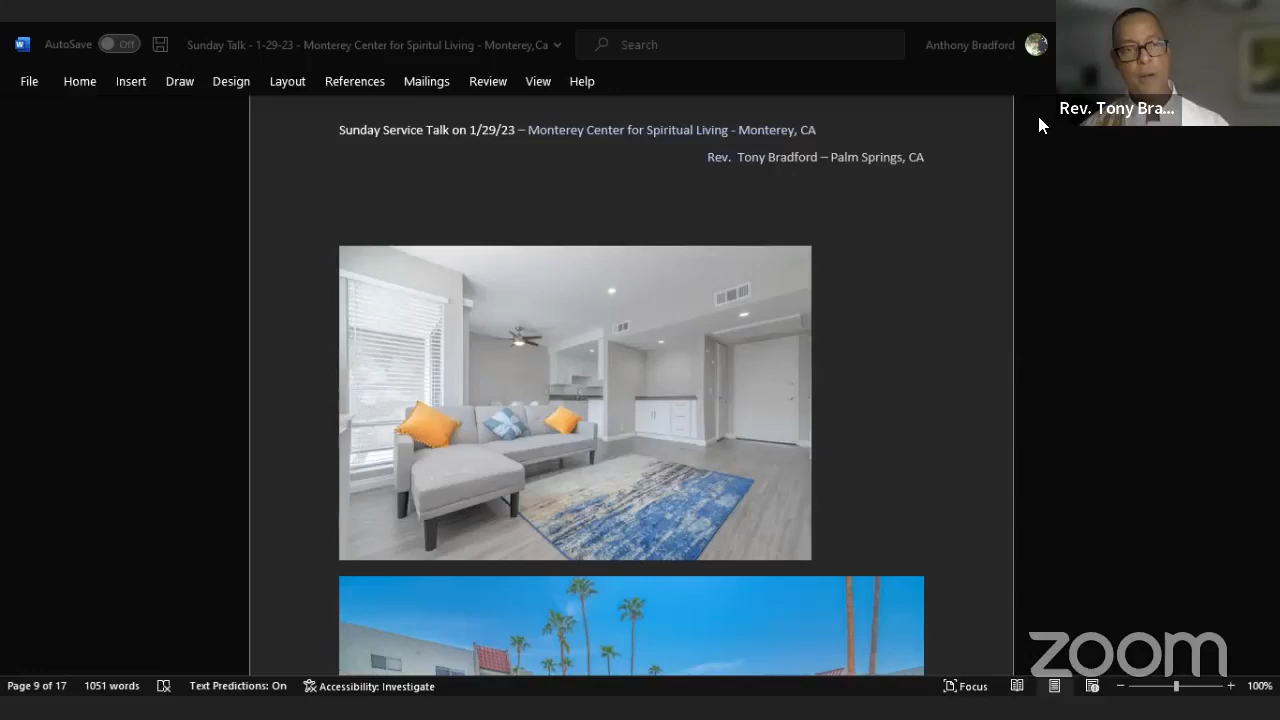 AutoSave Off Sunday Talk - 1-29-23 - Monterey Center for Spiritul Living - Monterey,Ca Search Anthony Bradford
File Home Insert Draw Design Layout References Mailings Review View Help
Rev. Tony Bra...
Sunday Service Talk on 1/29/23 – Monterey Center for Spiritual Living - Monterey, CA
Rev. Tony Bradford – Palm Springs, CA
zoom
Page 9 of 17 1051 words Text Predictions: On Accessibility: Investigate Focus 100%